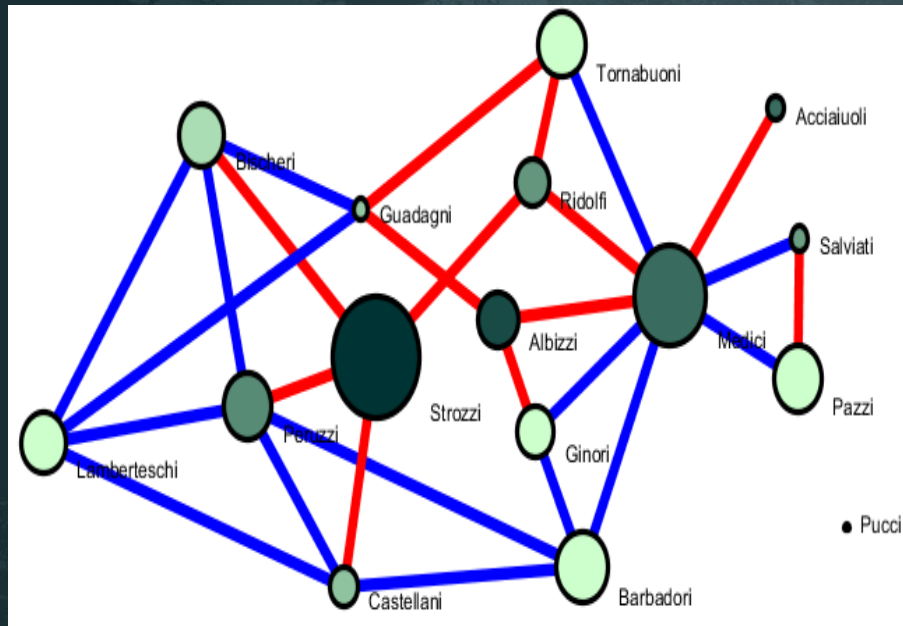 Tornabuoni
Acciaiuoli
Bischeri
Ridolfi
Guadagni
Salviati
Albizzi
Medici
Pazzi
Strozzi
Peruzzi
Ginori
Lamberteschi
Pucci
Castellani
Barbadori